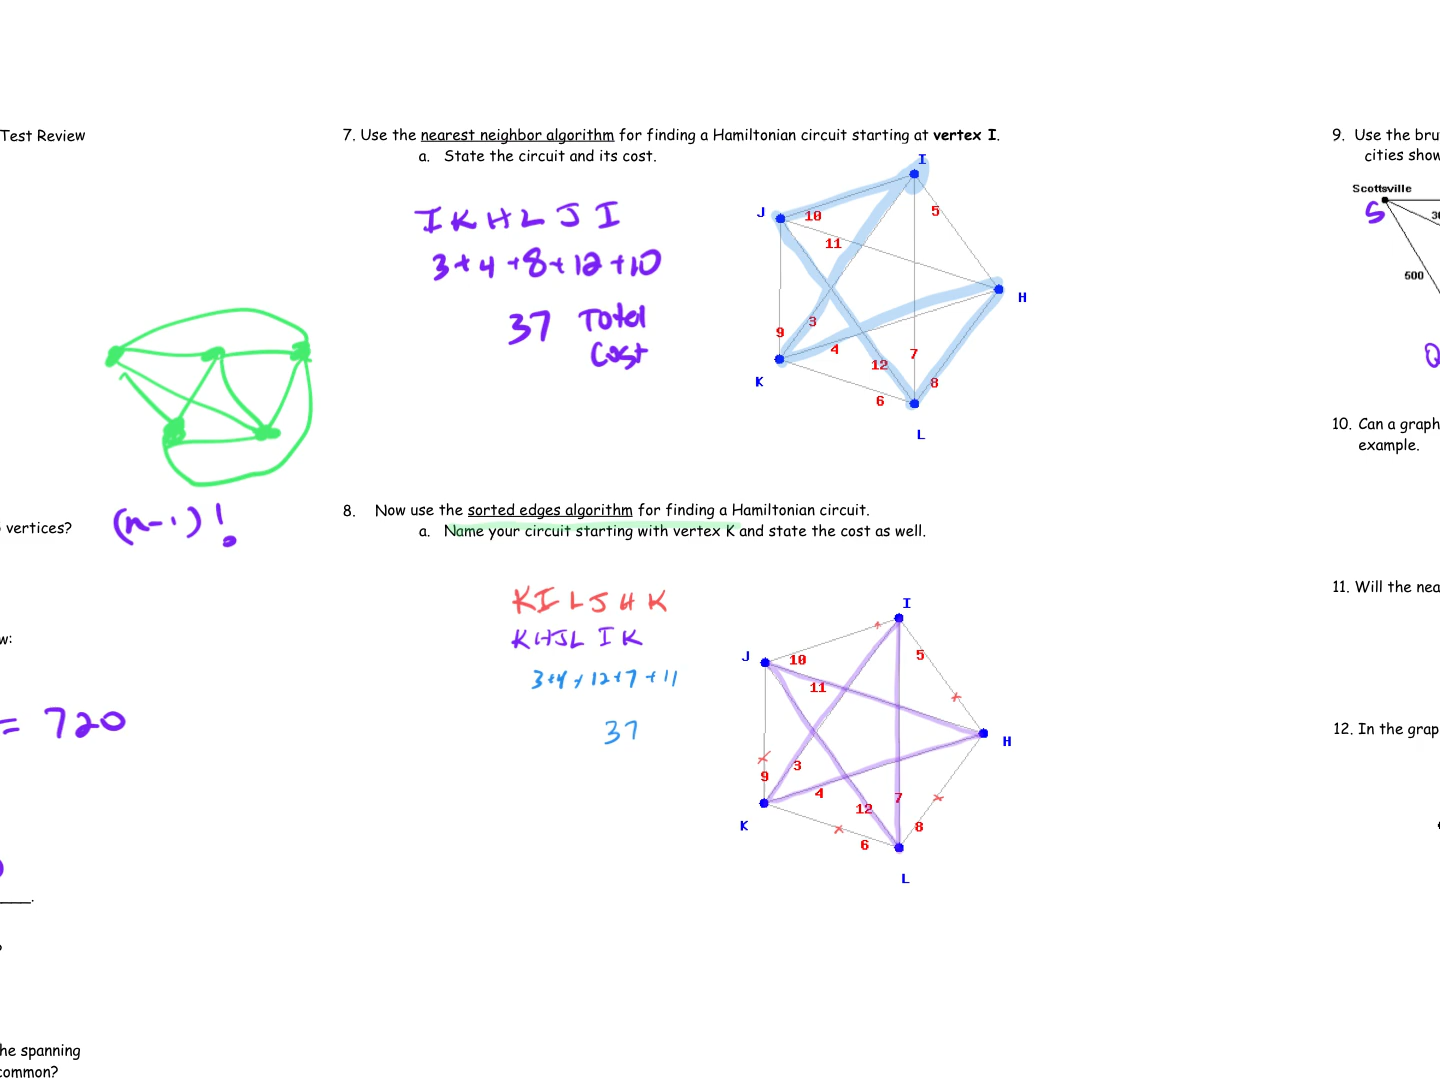 Test Review
vertices?
(n-1)!
w:
= 720
____.
he spanning
common?
7. Use the nearest neighbor algorithm for finding a Hamiltonian circuit starting at vertex I.
a. State the circuit and its cost.
I K H L J I
3+4+8+12+10
37 Total
Cost
I
J
10
5
11
H
9
3
4
12
7
8
K
6
L
8. Now use the sorted edges algorithm for finding a Hamiltonian circuit.
a. Name your circuit starting with vertex K and state the cost as well.
K I L J H K
K H J L I K
3+4+12+7+11
37
I
J
10
5
11
H
9
3
4
12
7
8
K
6
L
9. Use the bru
cities show
Scottsville
S
30
500
Q
10. Can a graph
example.
11. Will the nea
12. In the grap